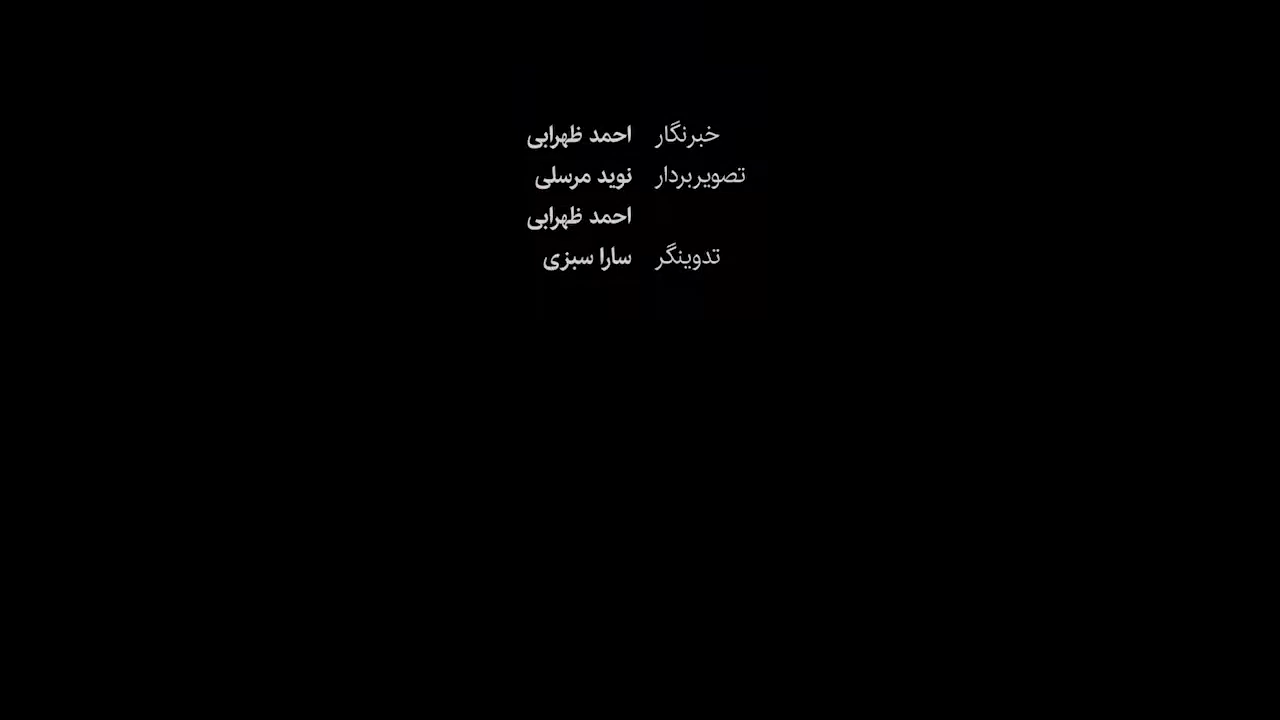 خبرنگار احمد ظهرابی
تصویربردار نوید مرسلی
احمد ظهرابی
تدوینگر سارا سبزی